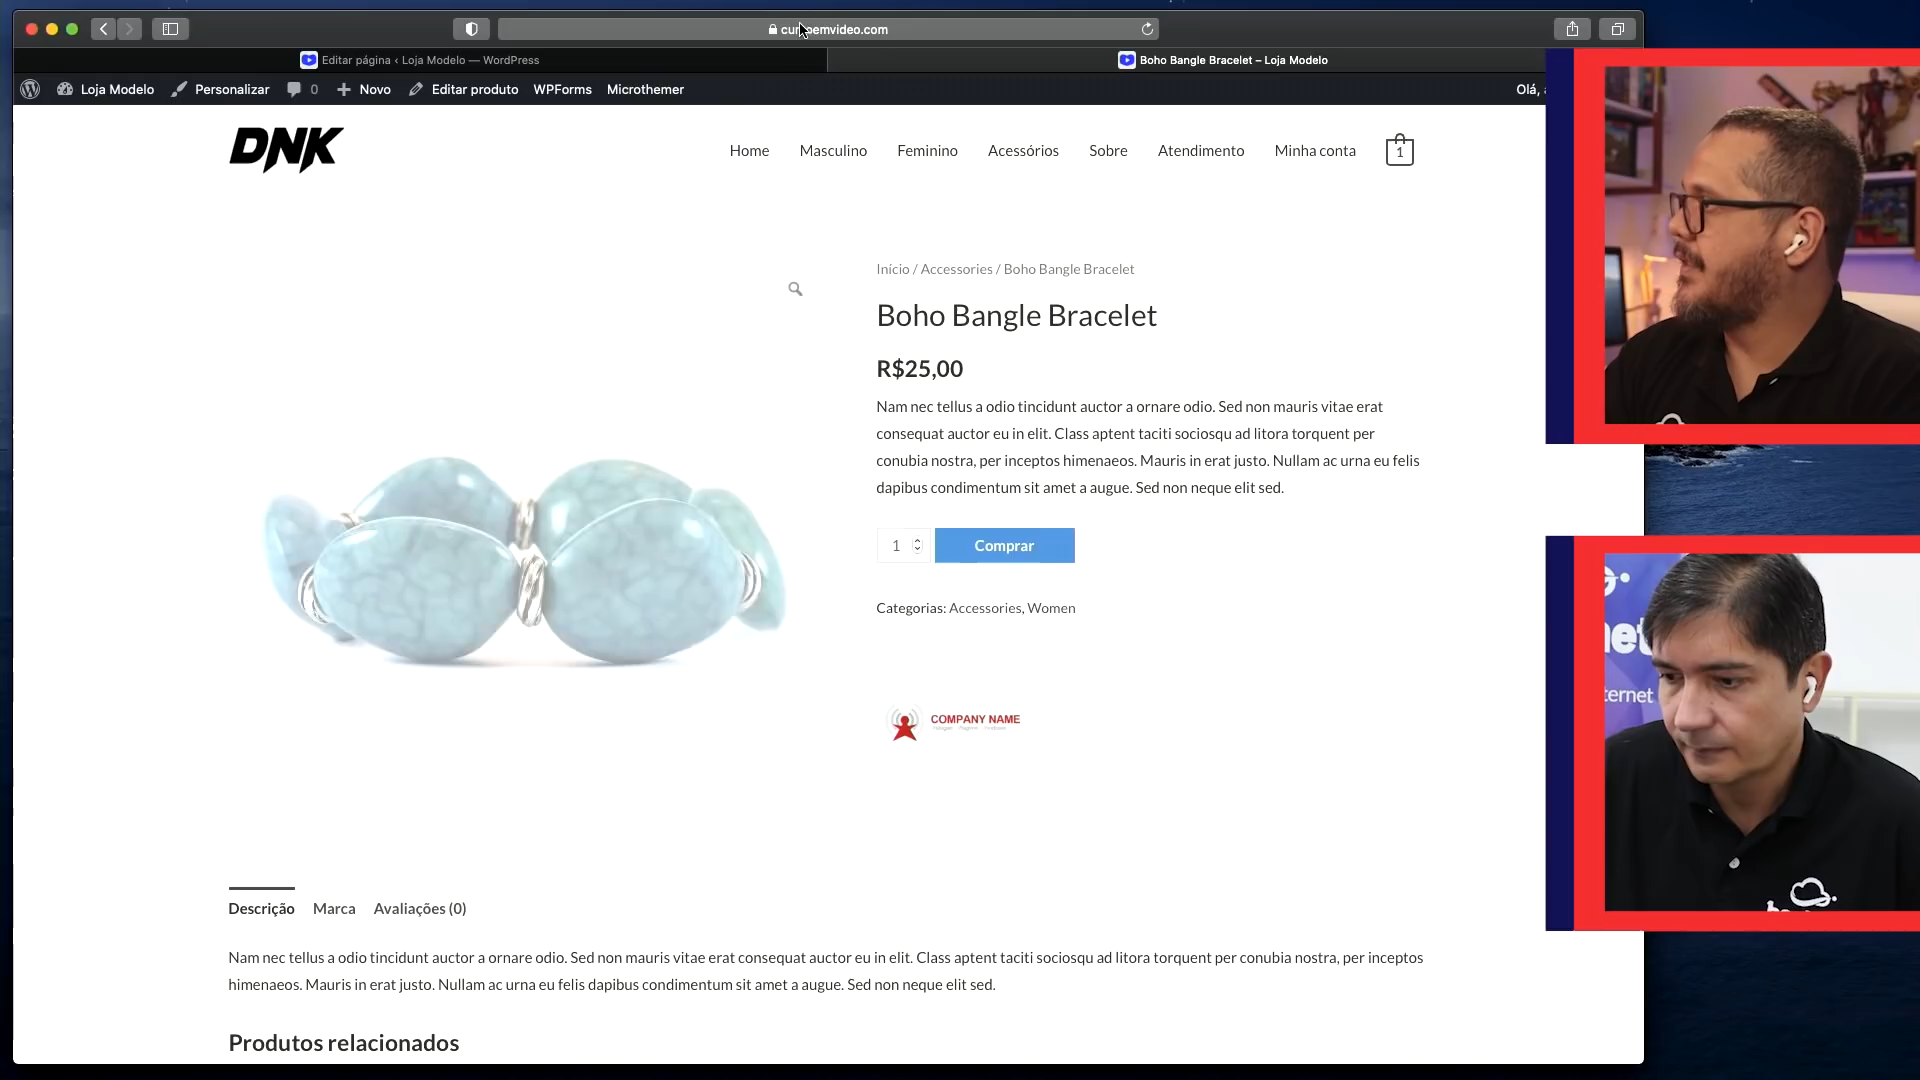 Editar página ‹ Loja Modelo — WordPress
Boho Bangle Bracelet – Loja Modelo
Loja Modelo
Personalizar
0
Novo
Editar produto
WPForms
Microthemer
Olá,
DNK
Home
Masculino
Feminino
Acessórios
Sobre
Atendimento
Minha conta
1
Início / Accessories / Boho Bangle Bracelet
Boho Bangle Bracelet
R$25,00
Nam nec tellus a odio tincidunt auctor a ornare odio. Sed non mauris vitae erat
consequat auctor eu in elit. Class aptent taciti sociosqu ad litora torquent per
conubia nostra, per inceptos himenaeos. Mauris in erat justo. Nullam ac urna eu felis
dapibus condimentum sit amet a augue. Sed non neque elit sed.
1
Comprar
Categorias: Accessories, Women
COMPANY NAME
Descrição
Marca
Avaliações (0)
Nam nec tellus a odio tincidunt auctor a ornare odio. Sed non mauris vitae erat consequat auctor eu in elit. Class aptent taciti sociosqu ad litora torquent per conubia nostra, per inceptos
himenaeos. Mauris in erat justo. Nullam ac urna eu felis dapibus condimentum sit amet a augue. Sed non neque elit sed.
Produtos relacionados
net
ternet